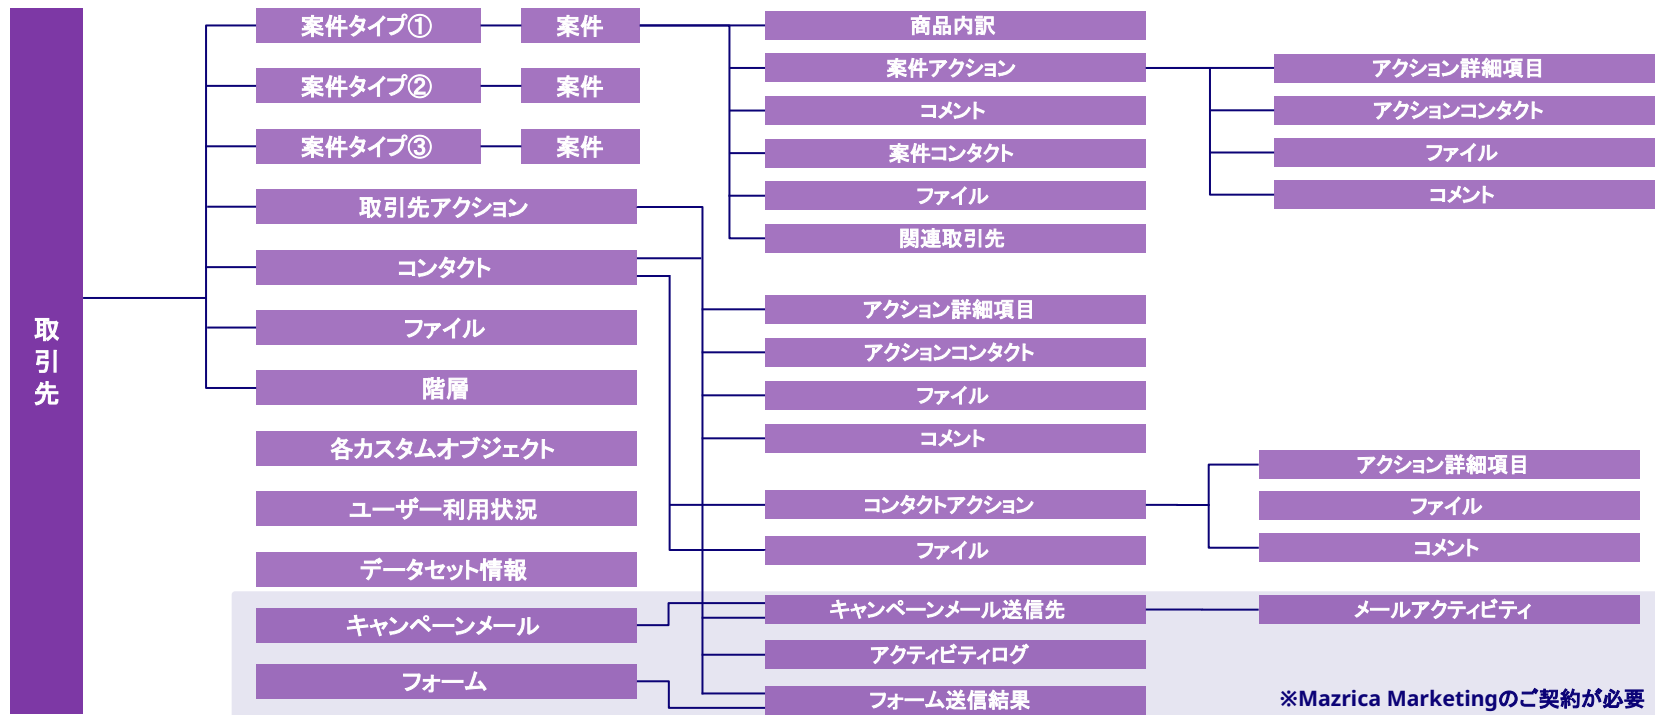 取引先
案件タイプ①
案件
案件タイプ②
案件
案件タイプ③
案件
取引先アクション
コンタクト
ファイル
階層
各カスタムオブジェクト
ユーザー利用状況
データセット情報
キャンペーンメール
フォーム
商品内訳
案件アクション
コメント
案件コンタクト
ファイル
関連取引先
アクション詳細項目
アクションコンタクト
ファイル
コメント
アクション詳細項目
アクションコンタクト
ファイル
コメント
コンタクトアクション
ファイル
アクション詳細項目
ファイル
コメント
キャンペーンメール送信先
メールアクティビティ
アクティビティログ
フォーム送信結果
※Mazrica Marketingのご契約が必要